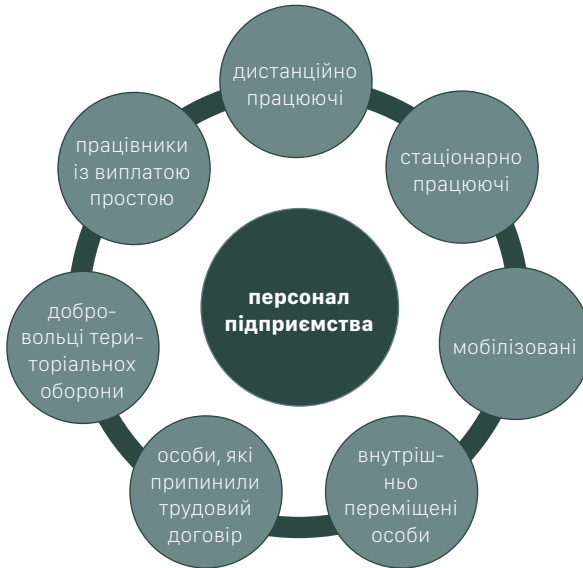 дистанційно
працюючі
стаціонарно
працюючі
мобілізовані
внутріш-
ньо
переміщені
особи
особи, які
припинили
трудовий
договір
добро-
вольці тери-
торіальнох
оборони
працівники
із виплатою
простою
персонал
підприємства